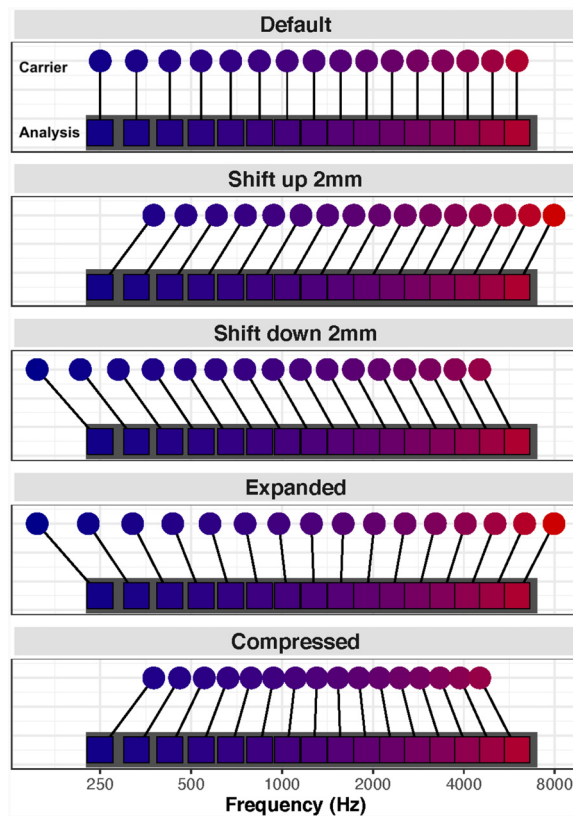 Default
Carrier
Analysis
Shift up 2mm
Shift down 2mm
Expanded
Compressed
250 500 1000 2000 4000 8000
Frequency (Hz)